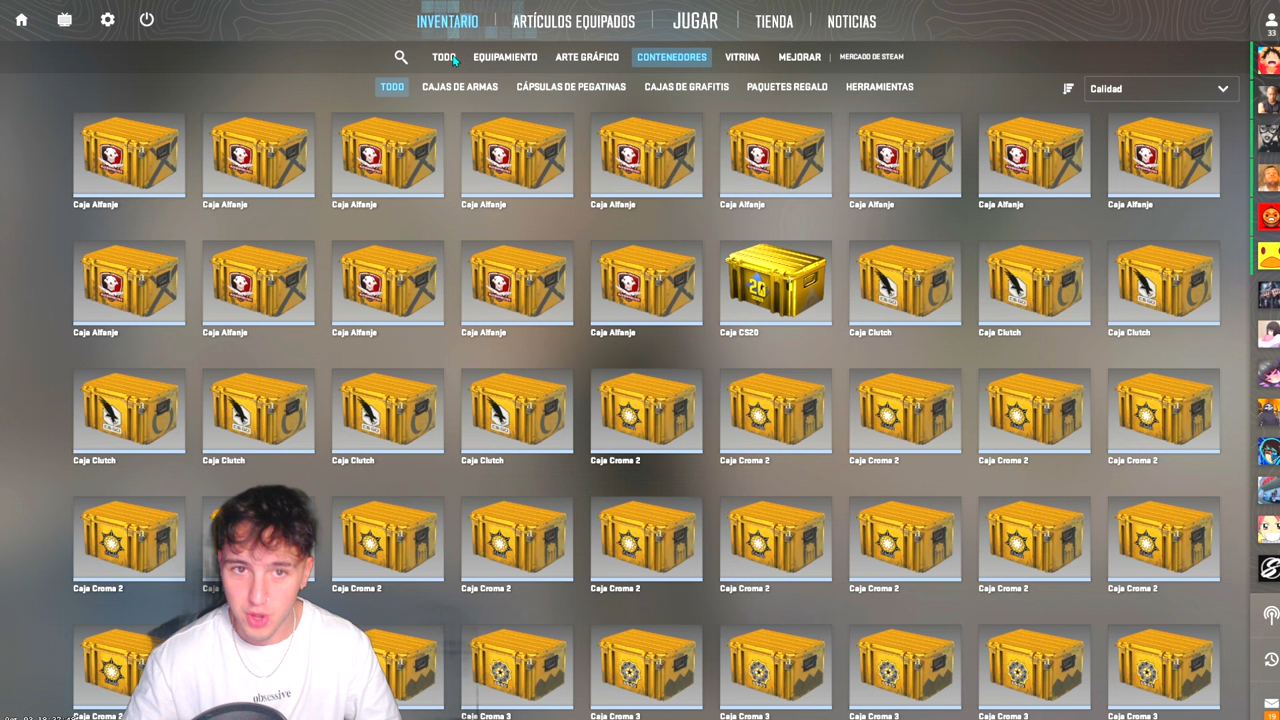 INVENTARIO ARTÍCULOS EQUIPADOS JUGAR TIENDA NOTICIAS
33
TODO EQUIPAMIENTO ARTE GRÁFICO CONTENEDORES VITRINA MEJORAR MERCADO DE STEAM
TODO CAJAS DE ARMAS CÁPSULAS DE PEGATINAS CAJAS DE GRAFITIS PAQUETES REGALO HERRAMIENTAS
Calidad
Caja Alfanje Caja Alfanje Caja Alfanje Caja Alfanje Caja Alfanje Caja Alfanje Caja Alfanje Caja Alfanje Caja Alfanje
20
Caja Alfanje Caja Alfanje Caja Alfanje Caja Alfanje Caja Alfanje Caja CS20 Caja Clutch Caja Clutch Caja Clutch
Caja Clutch Caja Clutch Caja Clutch Caja Clutch Caja Croma 2 Caja Croma 2 Caja Croma 2 Caja Croma 2 Caja Croma 2
Caja Croma 2 Caja Croma 2 Caja Croma 2 Caja Croma 2 Caja Croma 2 Caja Croma 2 Caja Croma 2 Caja Croma 2
obsessive
Caja Croma 2 Caja Croma 3 Caja Croma 3 Caja Croma 3 Caja Croma 3 Caja Croma 3 Caja Croma 3